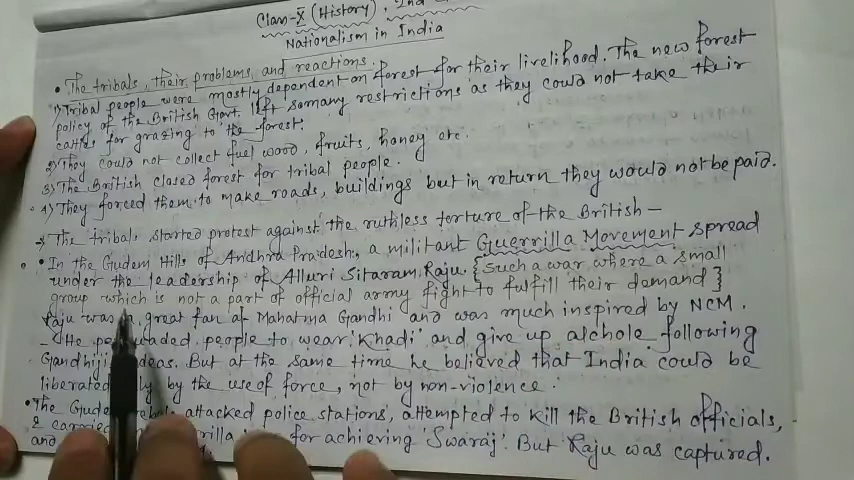 Class-X (History).
Nationalism in India
• The tribals, their problems and reactions.
1) Tribal people were mostly dependent on forest for their livelihood. The new forest
policy of the British Govt. left somany restrictions as they could not take their
cattles for grazing to the forest.
2) They could not collect fuel wood, fruits, honey etc.
3) The British closed forest for tribal people.
4) They forced them to make roads, buildings but in return they would not be paid.
→ The tribals started protest against the ruthless torture of the British —
• In the Gudem Hills of Andhra Pradesh, a militant Guerrilla Movement spread
under the leadership of Alluri Sitaram Raju {Such a war where a small
group which is not a part of official army fight to fulfill their demand}
Raju was a great fan of Mahatma Gandhi and was much inspired by NCM.
– He people to wear 'Khadi' and give up alchole following
Gandhiji ideas. But at the same time he believed that India could be
liberated by the use of force, not by non-violence.
• The attacked police stations, attempted to kill the British officials,
and for achieving 'Swaraj'. But Raju was captured.